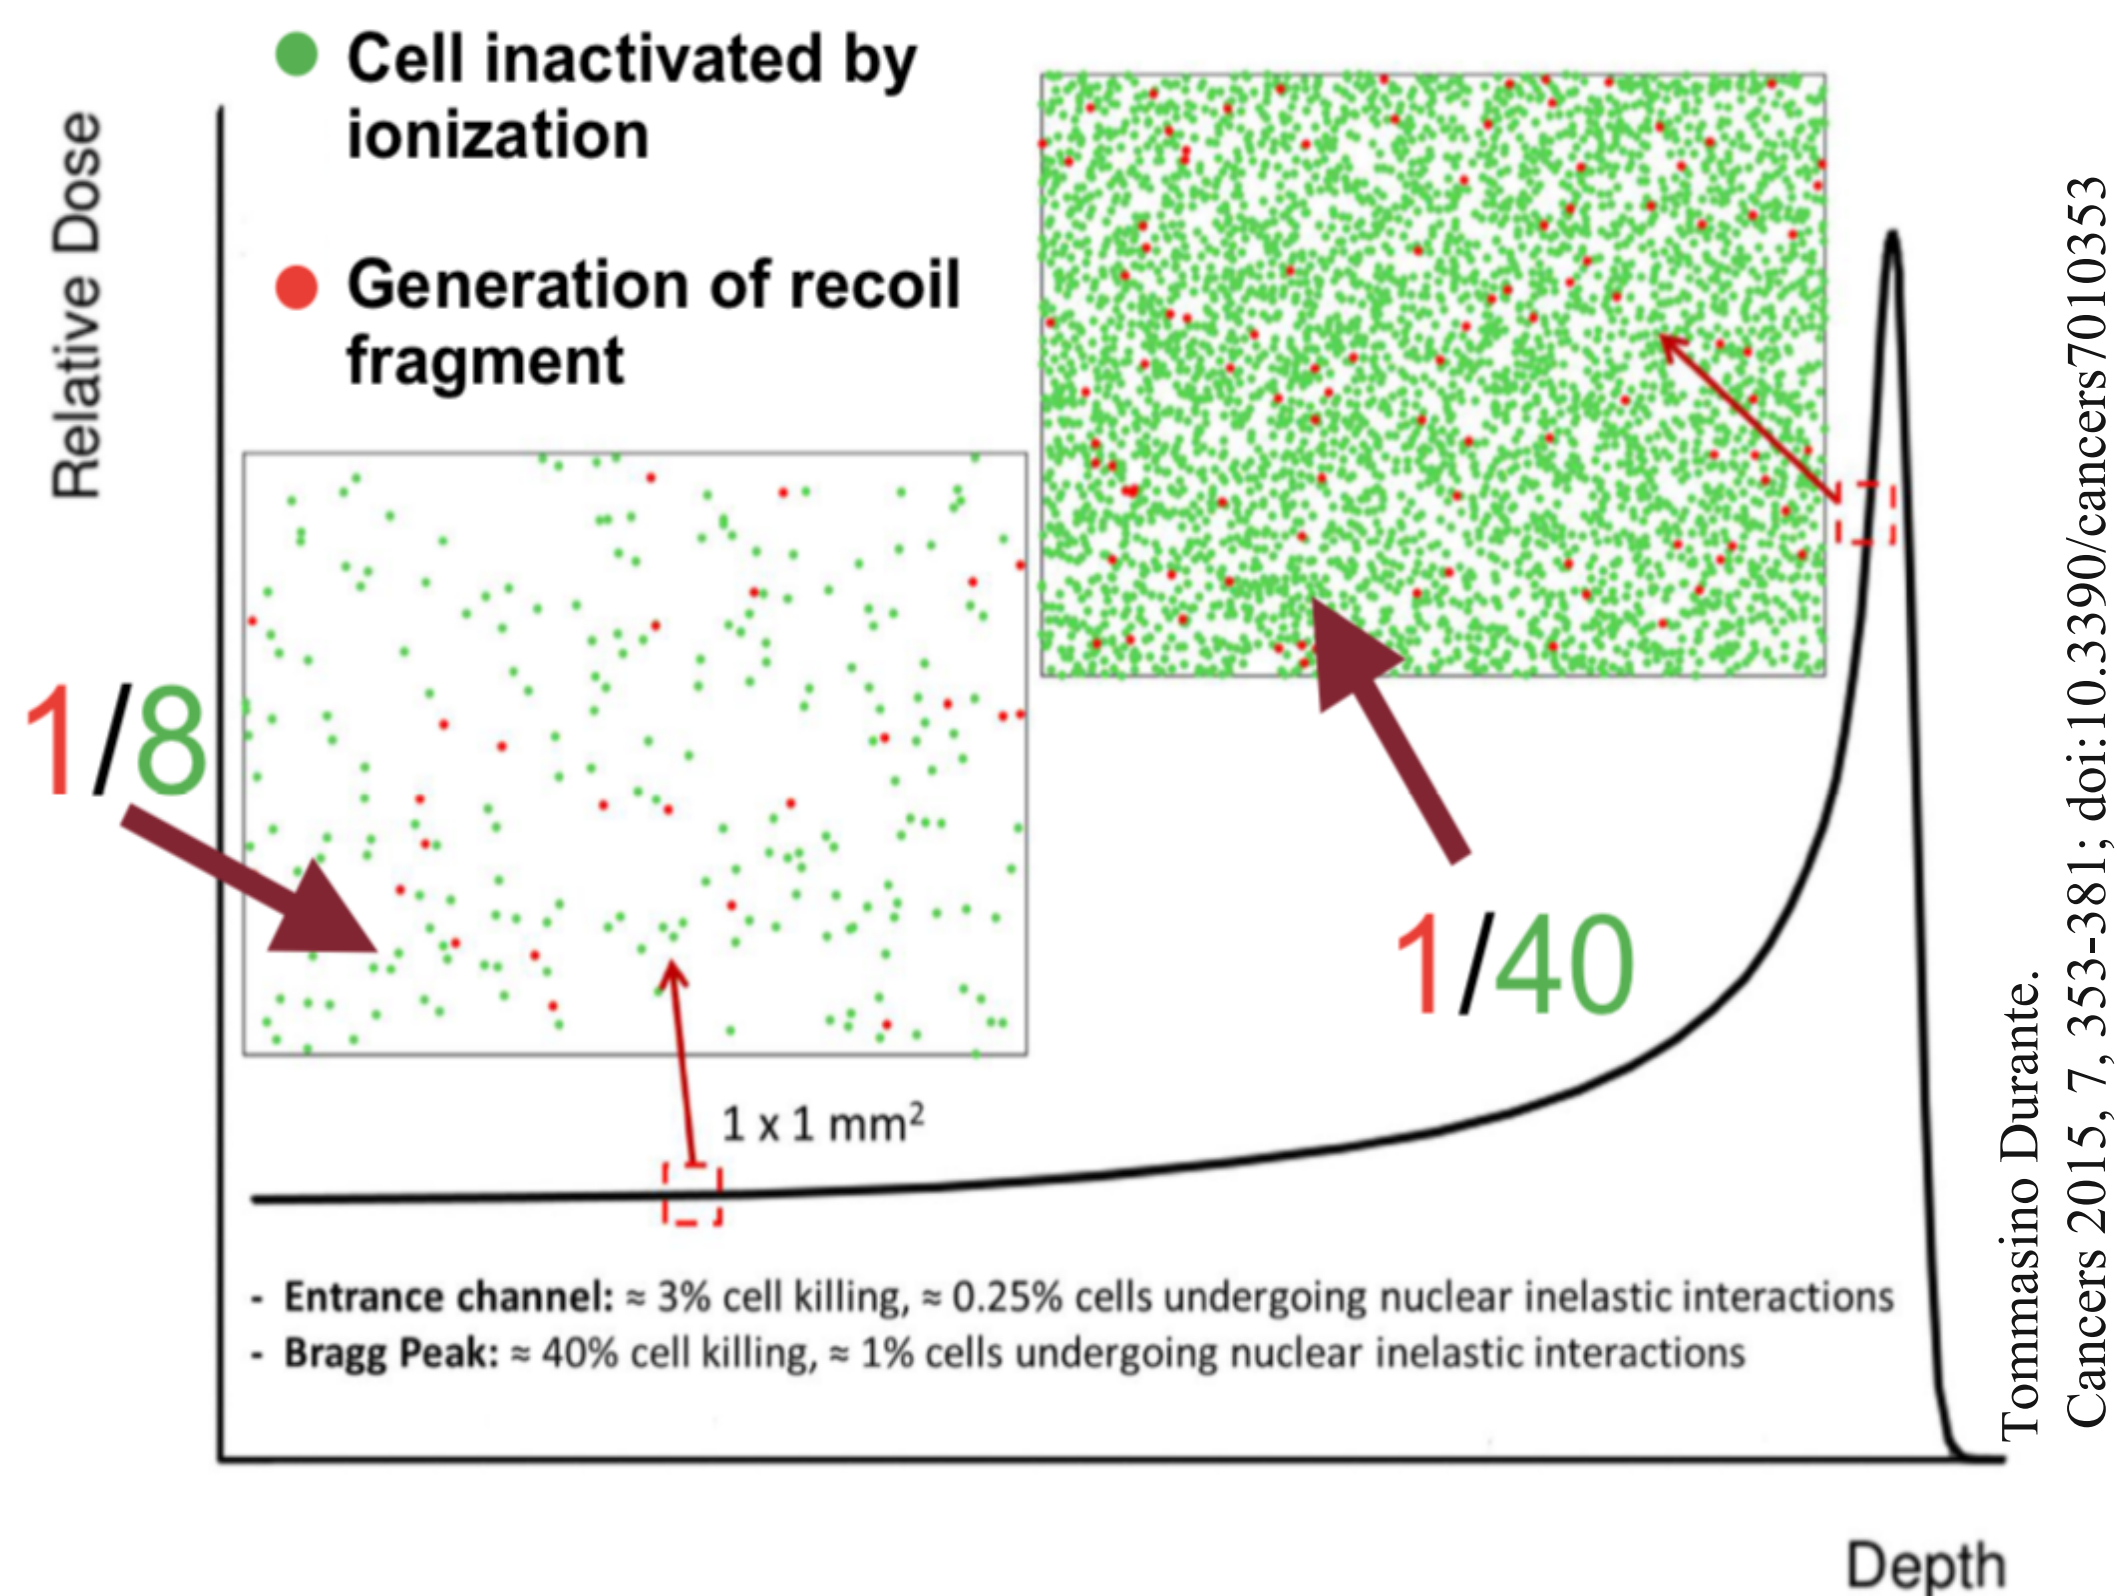 Cell inactivated by
ionization
Generation of recoil
fragment
Relative Dose
1/8
1/40
1 x 1 mm²
- Entrance channel: ≈ 3% cell killing, ≈ 0.25% cells undergoing nuclear inelastic interactions
- Bragg Peak: ≈ 40% cell killing, ≈ 1% cells undergoing nuclear inelastic interactions
Depth
Tommasino Durante.
Cancers 2015, 7, 353-381; doi:10.3390/cancers7010353